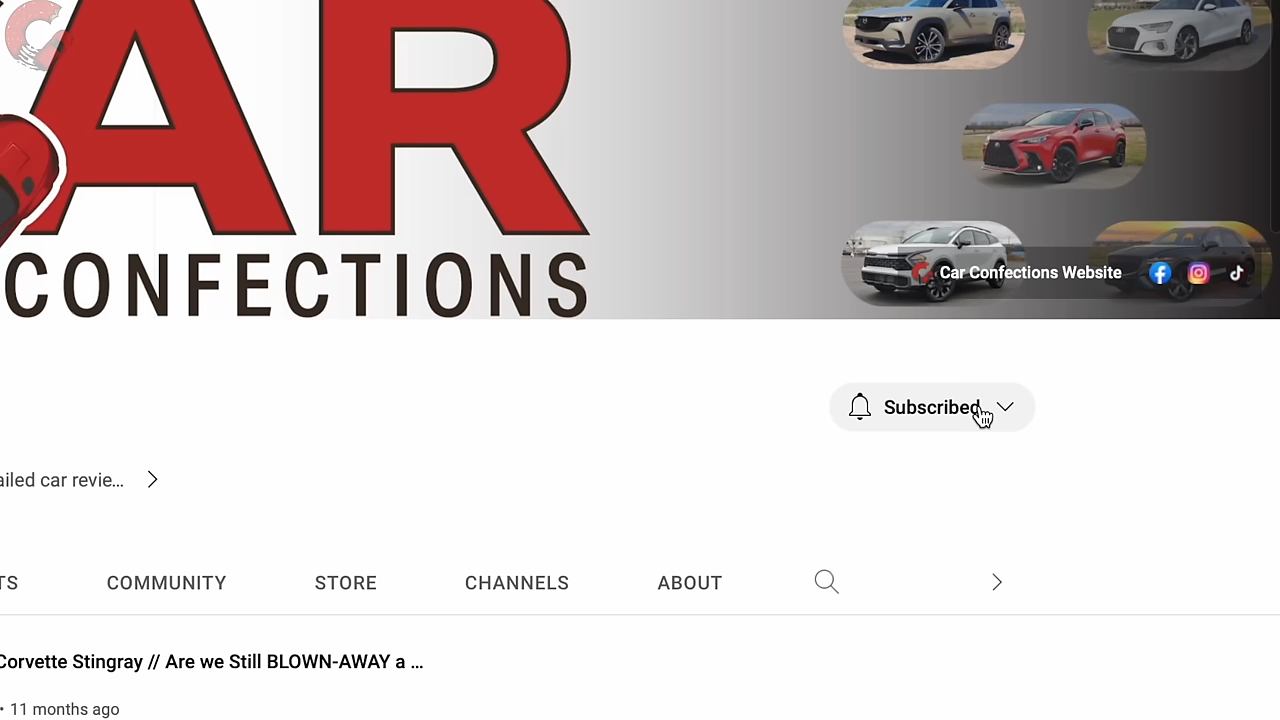 AR
CONFECTIONS
Car Confections Website
Subscribed
ailed car revie...
TS COMMUNITY STORE CHANNELS ABOUT
Corvette Stingray // Are we Still BLOWN-AWAY a ...
• 11 months ago